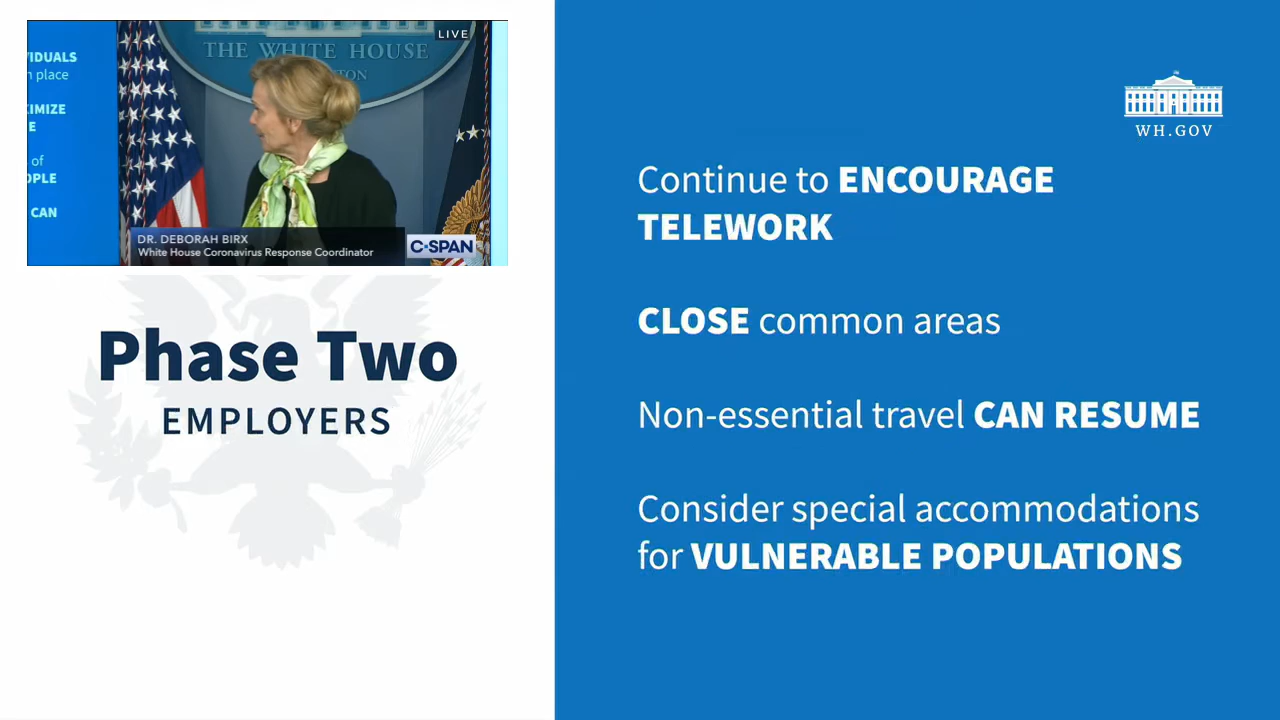 VIDUALS
n place
XIMIZE
E
of
OPLE
CAN
LIVE
THE WHITE HOUSE
TON
DR. DEBORAH BIRX
White House Coronavirus Response Coordinator
C-SPAN
Phase Two
EMPLOYERS
WH.GOV
Continue to ENCOURAGE
TELEWORK
CLOSE common areas
Non-essential travel CAN RESUME
Consider special accommodations
for VULNERABLE POPULATIONS